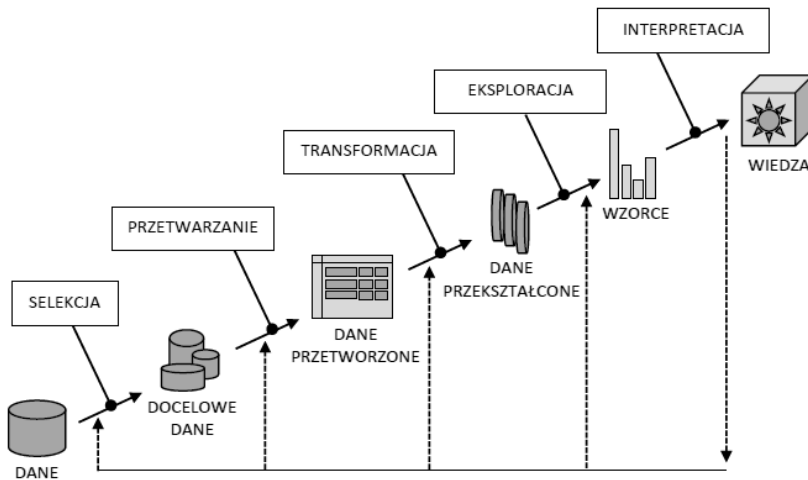 INTERPRETACJA
EKSPLORACJA
WIEDZA
TRANSFORMACJA
WZORCE
PRZETWARZANIE
DANE
PRZEKSZTAŁCONE
SELEKCJA
DANE
PRZETWORZONE
DOCELOWE
DANE
DANE